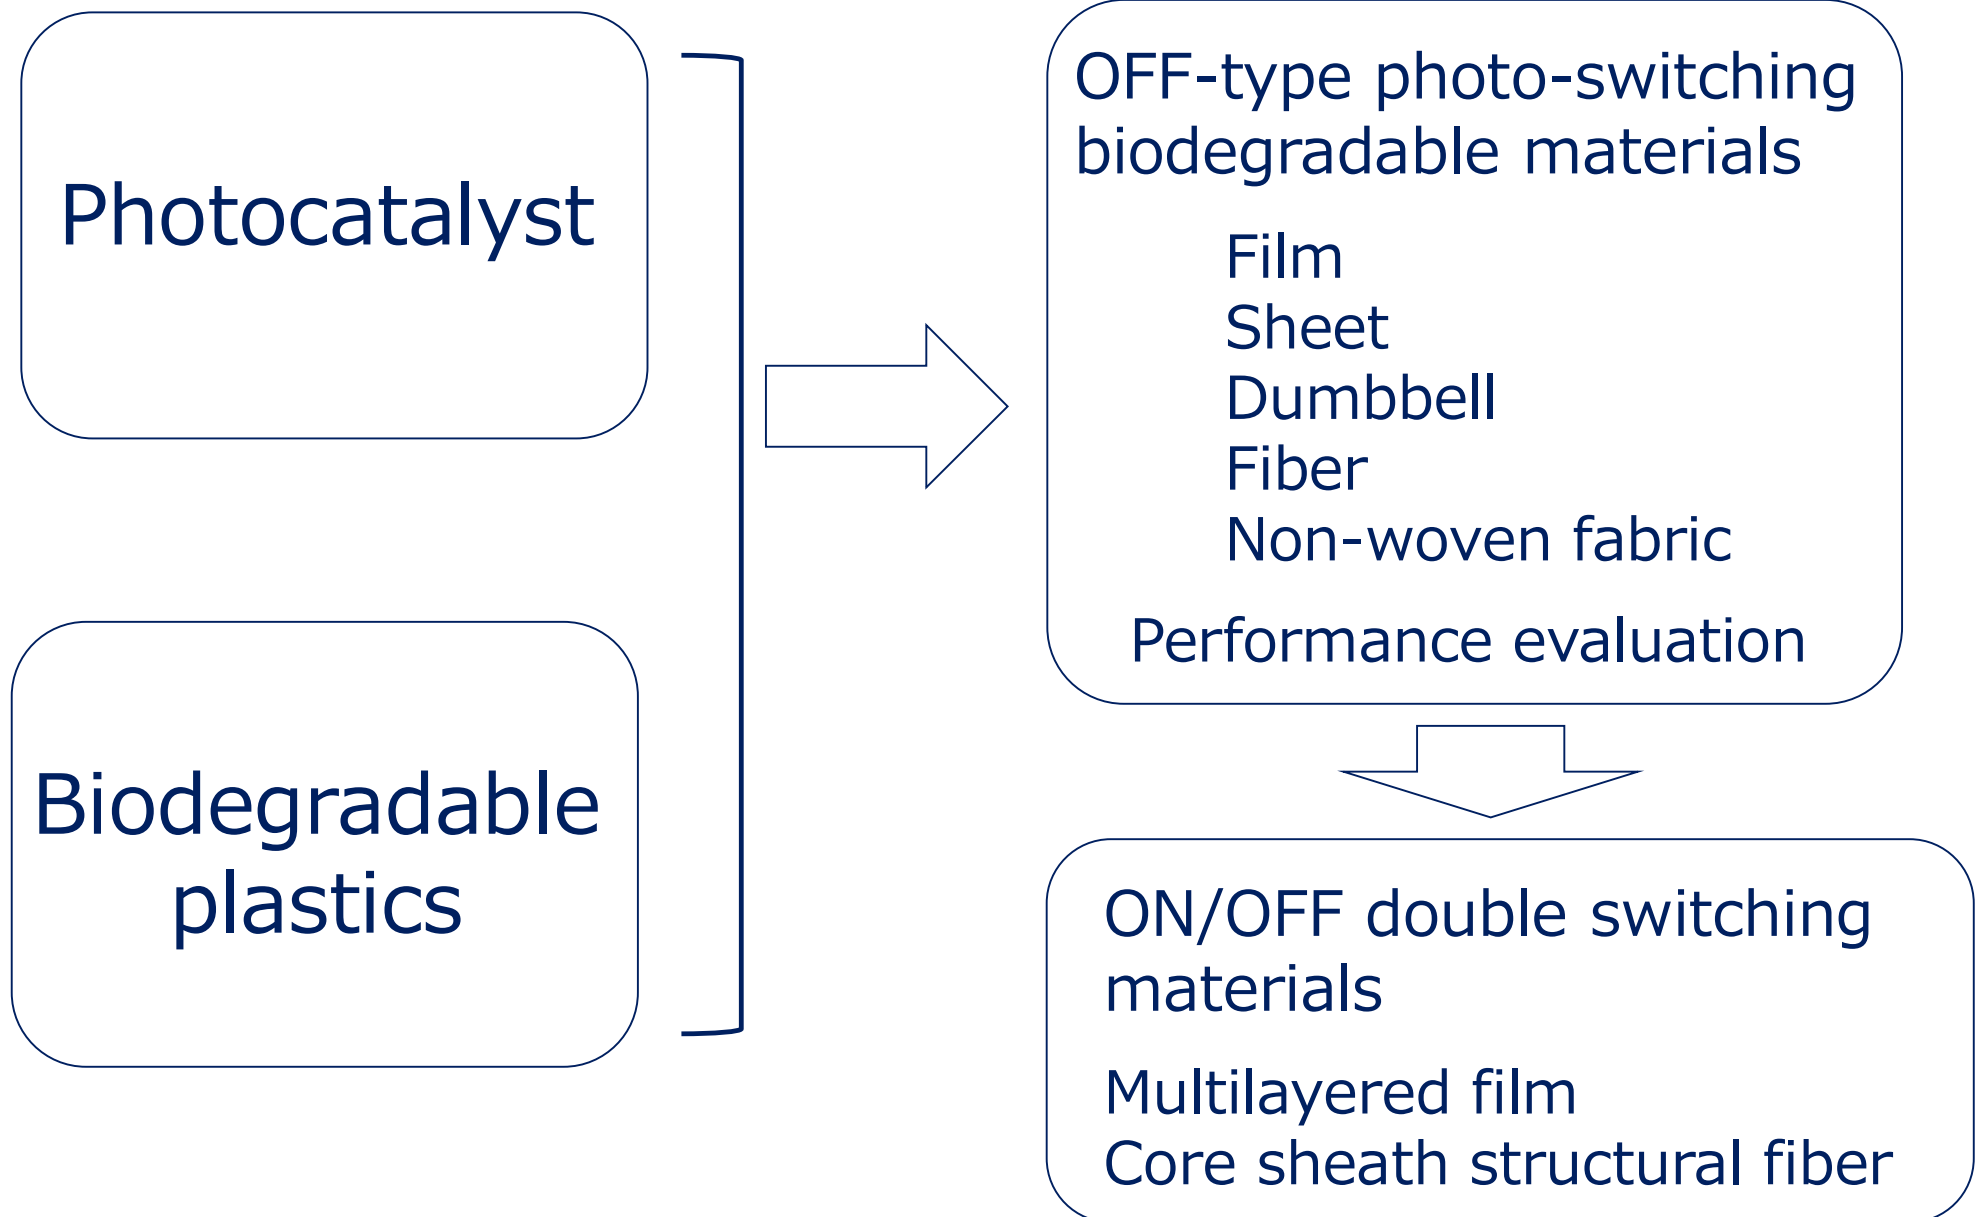 Photocatalyst
Biodegradable
plastics
OFF-type photo-switching
biodegradable materials
Film
Sheet
Dumbbell
Fiber
Non-woven fabric
Performance evaluation
ON/OFF double switching
materials
Multilayered film
Core sheath structural fiber